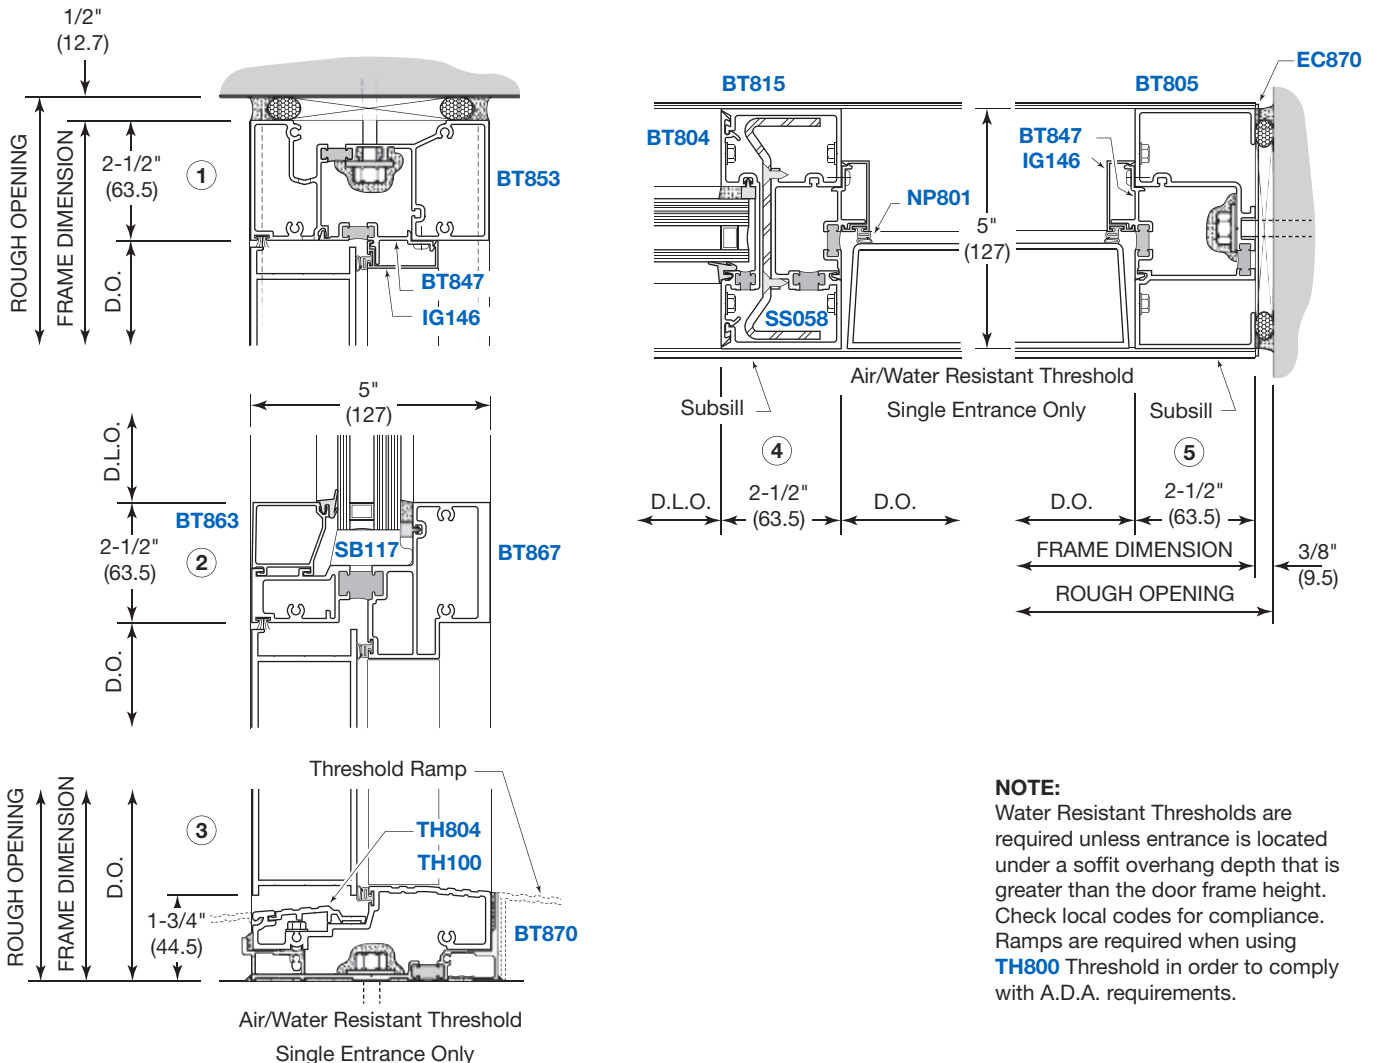 1/2"
(12.7)
ROUGH OPENING
FRAME DIMENSION
2-1/2"
(63.5)
D.O.
1
BT853
BT847
IG146
5"
(127)
D.L.O.
BT863
2-1/2"
(63.5)
2
SB117
BT867
D.O.
Threshold Ramp
ROUGH OPENING
FRAME DIMENSION
D.O.
3
TH804
TH100
1-3/4"
(44.5)
BT870
Air/Water Resistant Threshold
Single Entrance Only
EC870
BT815
BT805
BT804
BT847
IG146
NP801
5"
(127)
SS058
Air/Water Resistant Threshold
Subsill
Single Entrance Only
Subsill
4
5
D.L.O.
2-1/2"
(63.5)
D.O.
D.O.
2-1/2"
(63.5)
FRAME DIMENSION
3/8"
(9.5)
ROUGH OPENING
NOTE:
Water Resistant Thresholds are
required unless entrance is located
under a soffit overhang depth that is
greater than the door frame height.
Check local codes for compliance.
Ramps are required when using
TH800 Threshold in order to comply
with A.D.A. requirements.